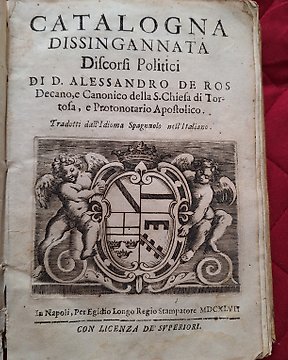 CATALOGNA
DISSINGANNATA
Discorsi Politici
DI D. ALESSANDRO DE ROS
Decano, e Canonico della S. Chiesa di Tor-
tosa, e Protonotario Apostolico.
Tradotti dall'Idioma Spagnuolo nell'Italiano.
In Napoli, Per Egidio Longo Regio Stampatore MDCXLVII
CON LICENZA DE' SVPERIORI.